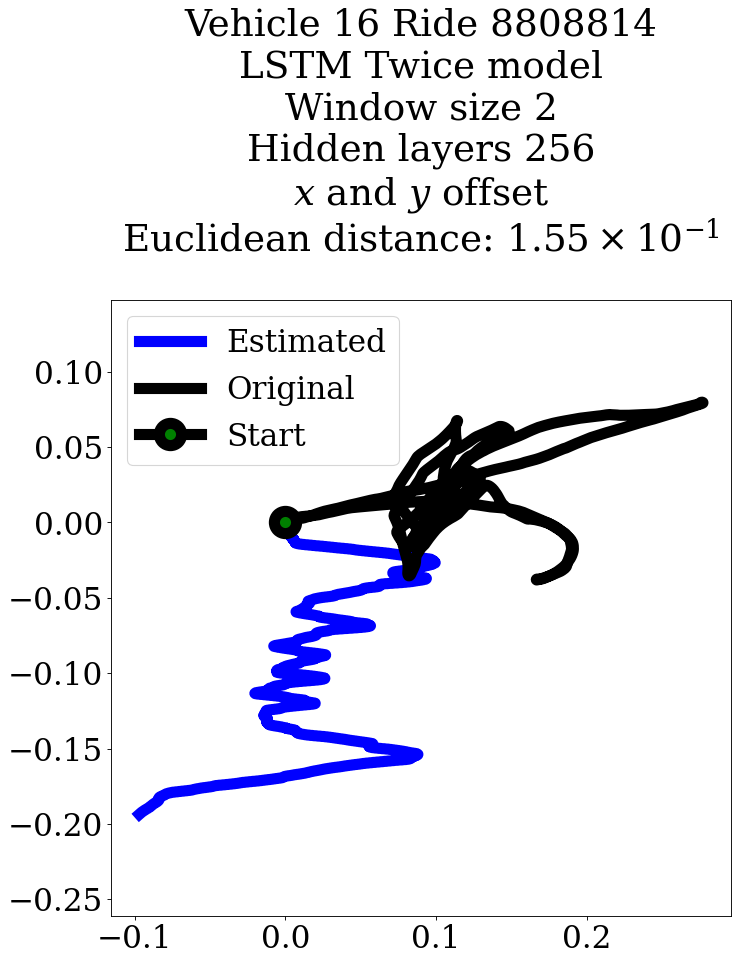 Vehicle 16 Ride 8808814
LSTM Twice model
Window size 2
Hidden layers 256
x and y offset
Euclidean distance: 1.55 × 10⁻¹
Estimated
Original
Start
0.10
0.05
0.00
−0.05
−0.10
−0.15
−0.20
−0.25
−0.1 0.0 0.1 0.2